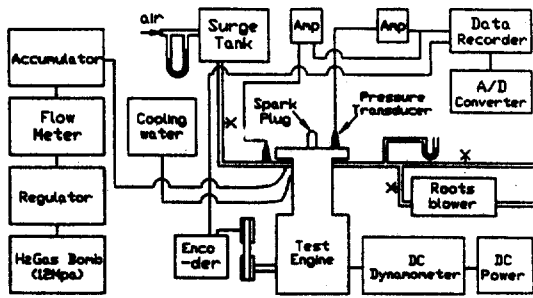 air
Surge
Tank
Amp
Amp
Data
Recorder
Accumulator
A/D
Converter
Spark
Plug
Pressure
Transducer
Flow
Meter
Cooling
water
Regulator
Roots
blower
H2Gas Bomb
(12Mpa)
Enco
-der
Test
Engine
DC
Dynamometer
DC
Power